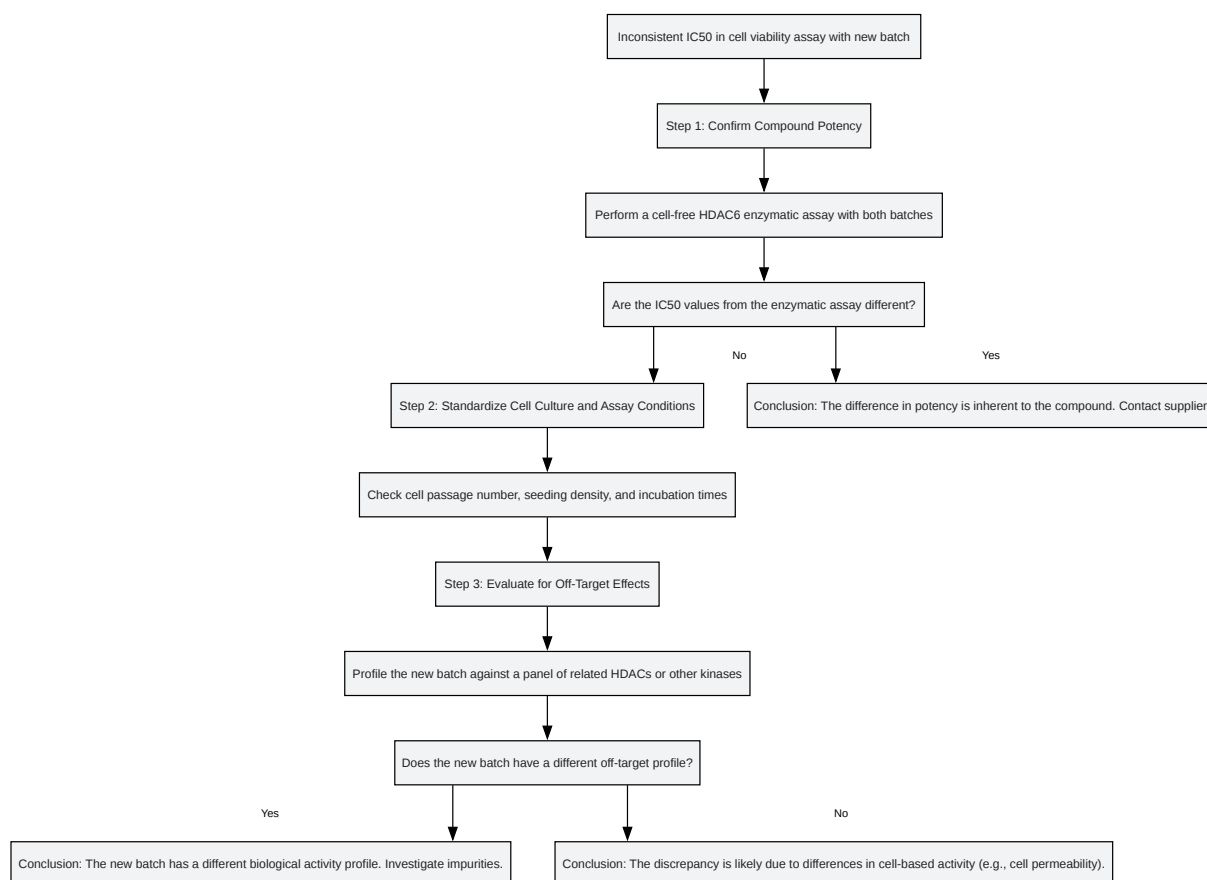 Inconsistent IC50 in cell viability assay with new batch
Step 1: Confirm Compound Potency
Perform a cell-free HDAC6 enzymatic assay with both batches
Are the IC50 values from the enzymatic assay different?
No
Yes
Step 2: Standardize Cell Culture and Assay Conditions
Conclusion: The difference in potency is inherent to the compound. Contact supplier
Check cell passage number, seeding density, and incubation times
Step 3: Evaluate for Off-Target Effects
Profile the new batch against a panel of related HDACs or other kinases
Does the new batch have a different off-target profile?
Yes
No
Conclusion: The new batch has a different biological activity profile. Investigate impurities.
Conclusion: The discrepancy is likely due to differences in cell-based activity (e.g., cell permeability).